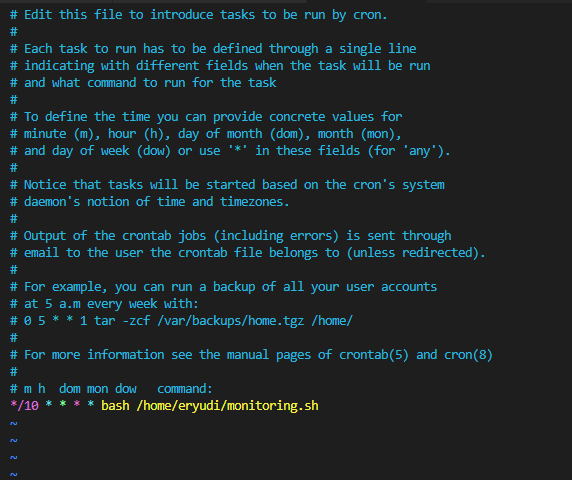 # Edit this file to introduce tasks to be run by cron.
#
# Each task to run has to be defined through a single line
# indicating with different fields when the task will be run
# and what command to run for the task
#
# To define the time you can provide concrete values for
# minute (m), hour (h), day of month (dom), month (mon),
# and day of week (dow) or use '*' in these fields (for 'any').
#
# Notice that tasks will be started based on the cron's system
# daemon's notion of time and timezones.
#
# Output of the crontab jobs (including errors) is sent through
# email to the user the crontab file belongs to (unless redirected).
#
# For example, you can run a backup of all your user accounts
# at 5 a.m every week with:
# 0 5 * * 1 tar -zcf /var/backups/home.tgz /home/
#
# For more information see the manual pages of crontab(5) and cron(8)
#
# m h  dom mon dow   command:
*/10 * * * * bash /home/eryudi/monitoring.sh
~
~
~
~